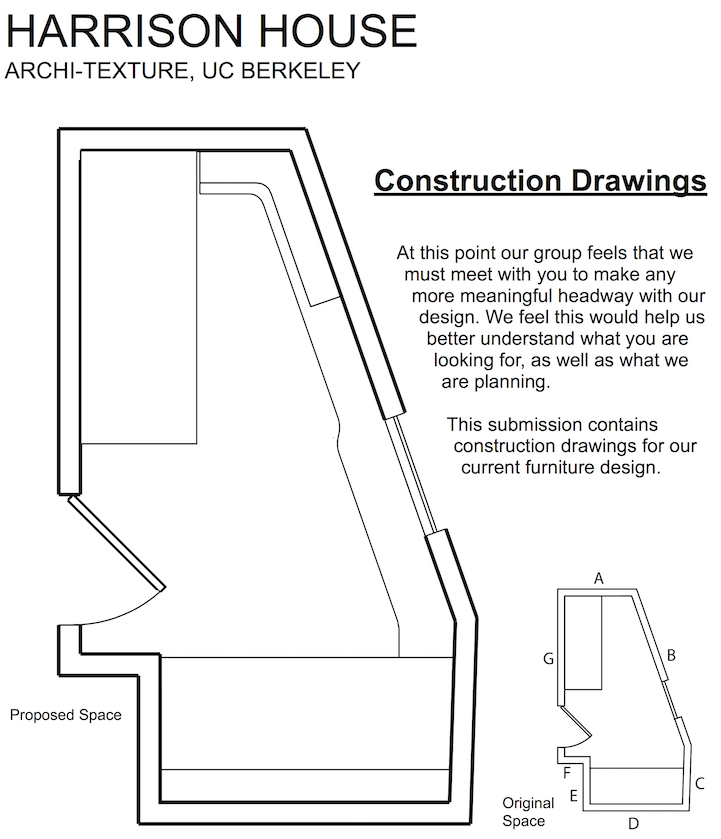 HARRISON HOUSE
ARCHI-TEXTURE, UC BERKELEY
Construction Drawings
At this point our group feels that we
must meet with you to make any
more meaningful headway with our
design. We feel this would help us
better understand what you are
looking for, as well as what we
are planning.
This submission contains
construction drawings for our
current furniture design.
A
B
G
F
E
C
D
Proposed Space
Original
Space